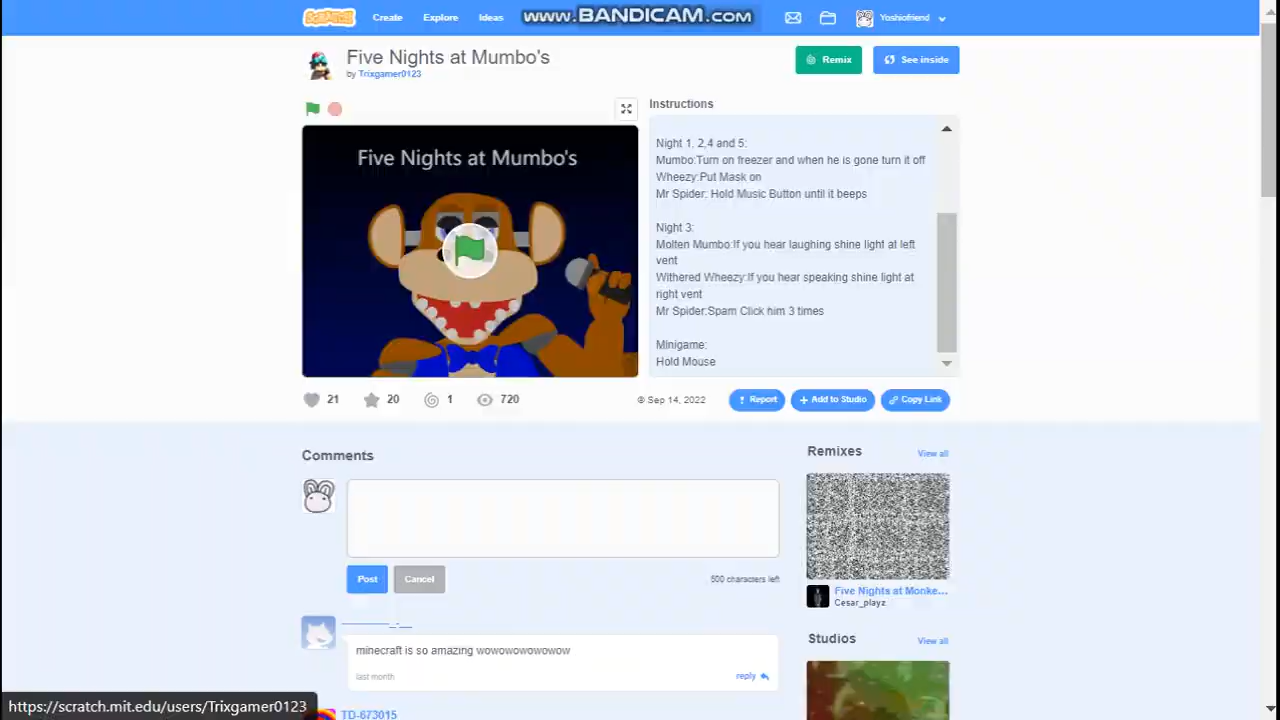 SCRATCH
Create
Explore
Ideas
www.BANDICAM.com
Yoshiofriend
Five Nights at Mumbo's
by Trixgamer0123
Remix
See inside
Instructions
Five Nights at Mumbo's
Night 1, 2,4 and 5:
Mumbo:Turn on freezer and when he is gone turn it off
Wheezy:Put Mask on
Mr Spider: Hold Music Button until it beeps
Night 3:
Molten Mumbo:If you hear laughing shine light at left
vent
Withered Wheezy:If you hear speaking shine light at
right vent
Mr Spider:Spam Click him 3 times
Minigame:
Hold Mouse
21
20
1
720
© Sep 14, 2022
Report
Add to Studio
Copy Link
Comments
Post
Cancel
500 characters left
minecraft is so amazing wowowowowowow
last month
reply
TD-673015
Remixes
View all
Five Nights at Monke...
Cesar_playz
Studios
View all
https://scratch.mit.edu/users/Trixgamer0123